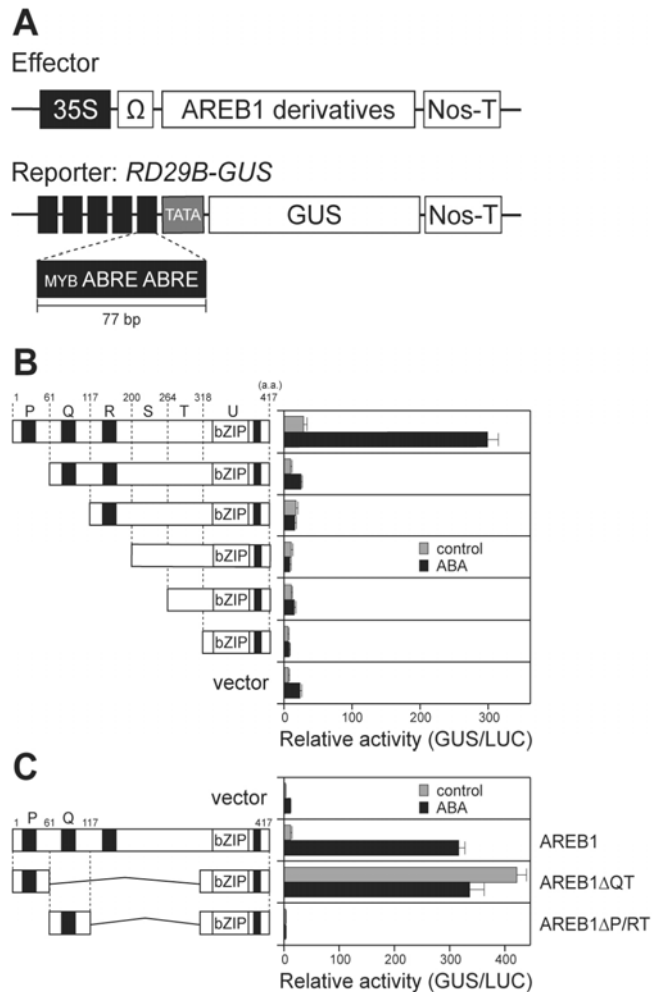 A
Effector
35S Ω AREB1 derivatives Nos-T
Reporter: RD29B-GUS
TATA GUS Nos-T
MYB ABRE ABRE
77 bp
B
(a.a.)
1 61 117 200 264 318 417
P Q R S T U
bZIP
bZIP
bZIP
bZIP
control
ABA
bZIP
bZIP
vector
0 100 200 300
Relative activity (GUS/LUC)
C
vector
control
ABA
1 P 61 Q 117 417
bZIP AREB1
bZIP AREB1ΔQT
bZIP AREB1ΔP/RT
0 100 200 300 400
Relative activity (GUS/LUC)